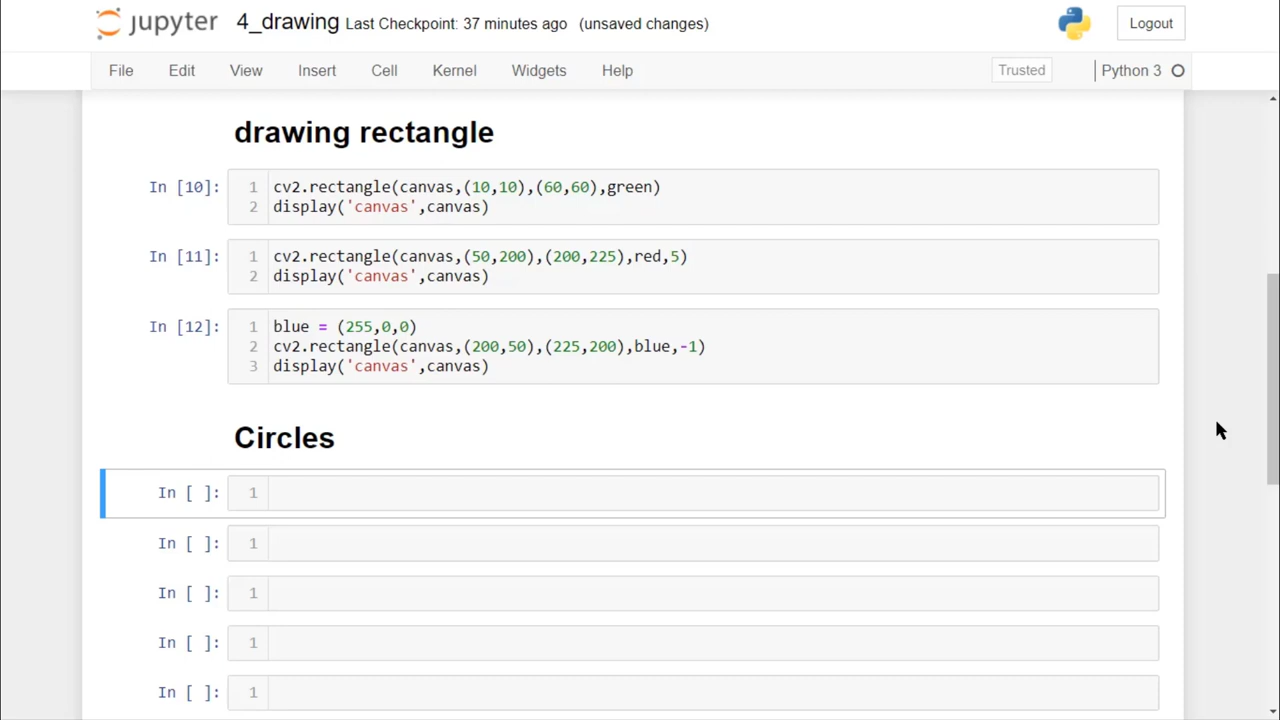 jupyter 4_drawing Last Checkpoint: 37 minutes ago (unsaved changes) Logout
File Edit View Insert Cell Kernel Widgets Help Trusted Python 3
drawing rectangle
In [10]: 1 cv2.rectangle(canvas,(10,10),(60,60),green)
2 display('canvas',canvas)
In [11]: 1 cv2.rectangle(canvas,(50,200),(200,225),red,5)
2 display('canvas',canvas)
In [12]: 1 blue = (255,0,0)
2 cv2.rectangle(canvas,(200,50),(225,200),blue,-1)
3 display('canvas',canvas)
Circles
In [ ]: 1
In [ ]: 1
In [ ]: 1
In [ ]: 1
In [ ]: 1